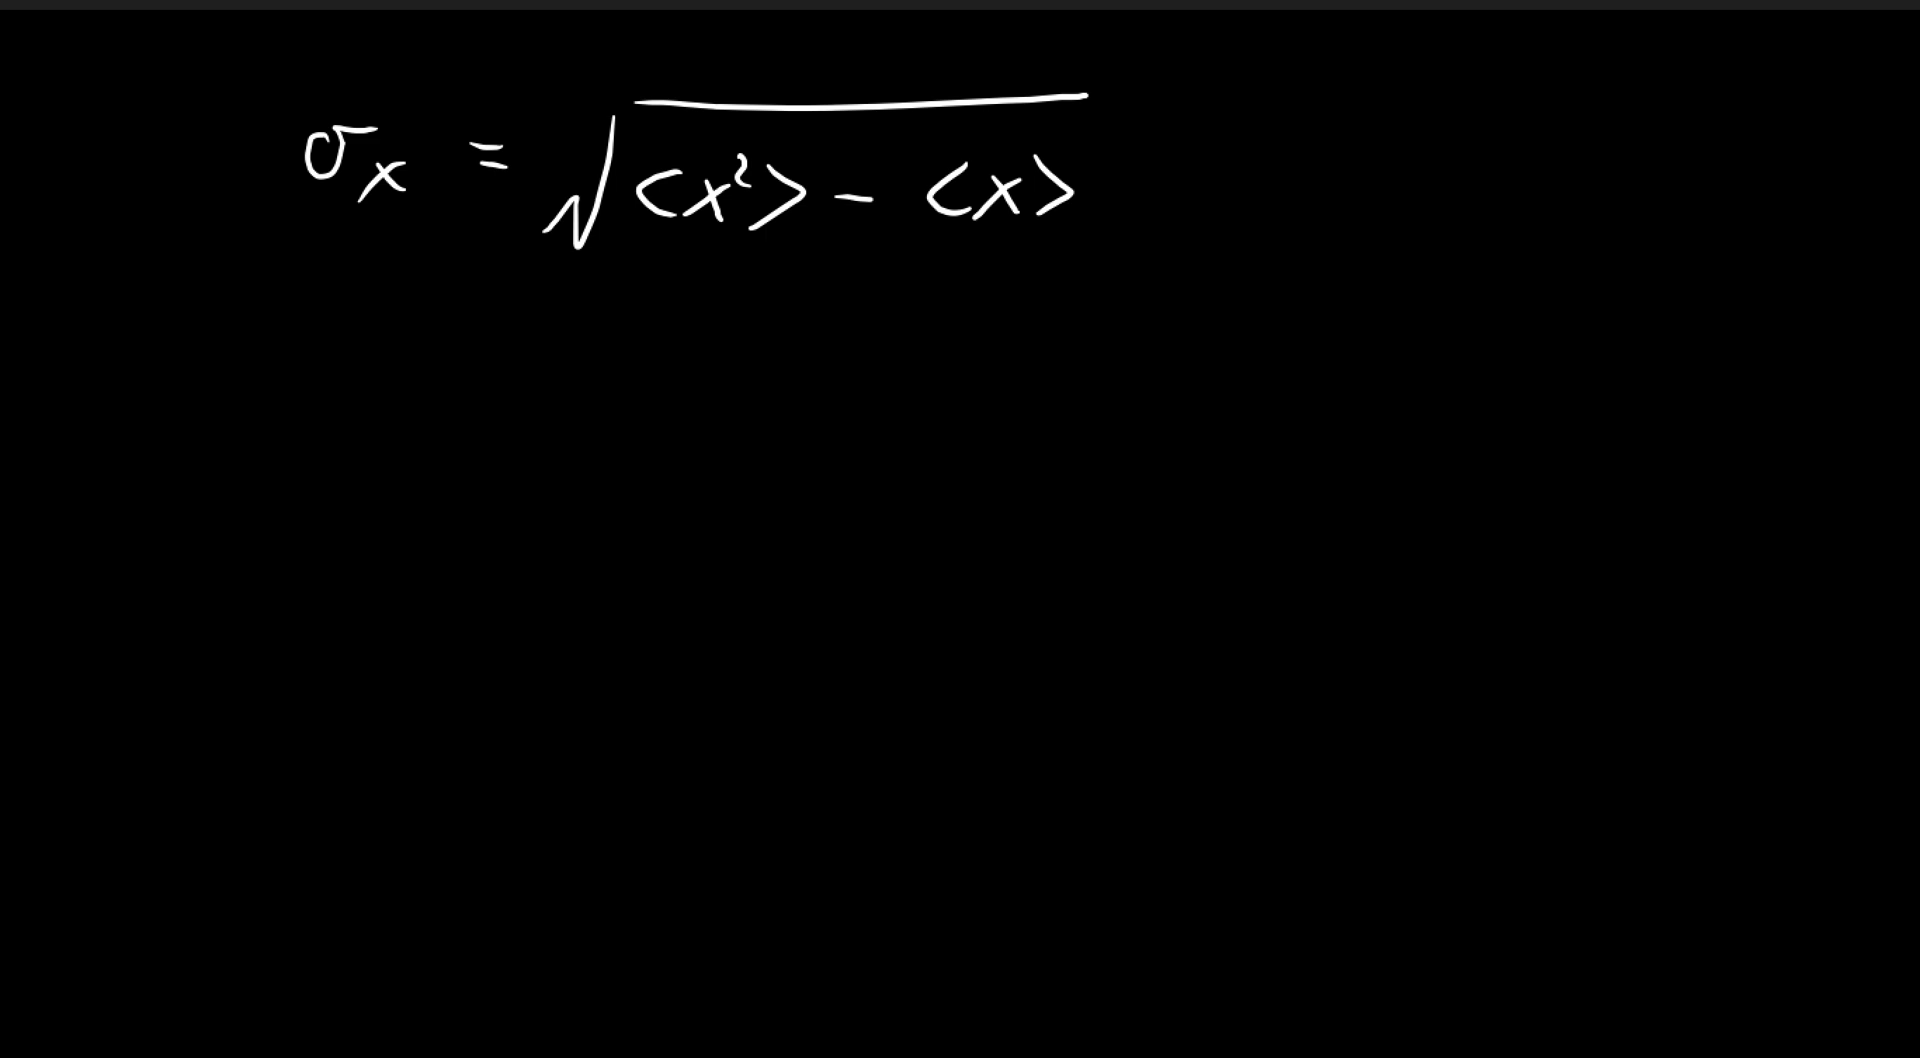 σₓ = √(<x²> - <x>)